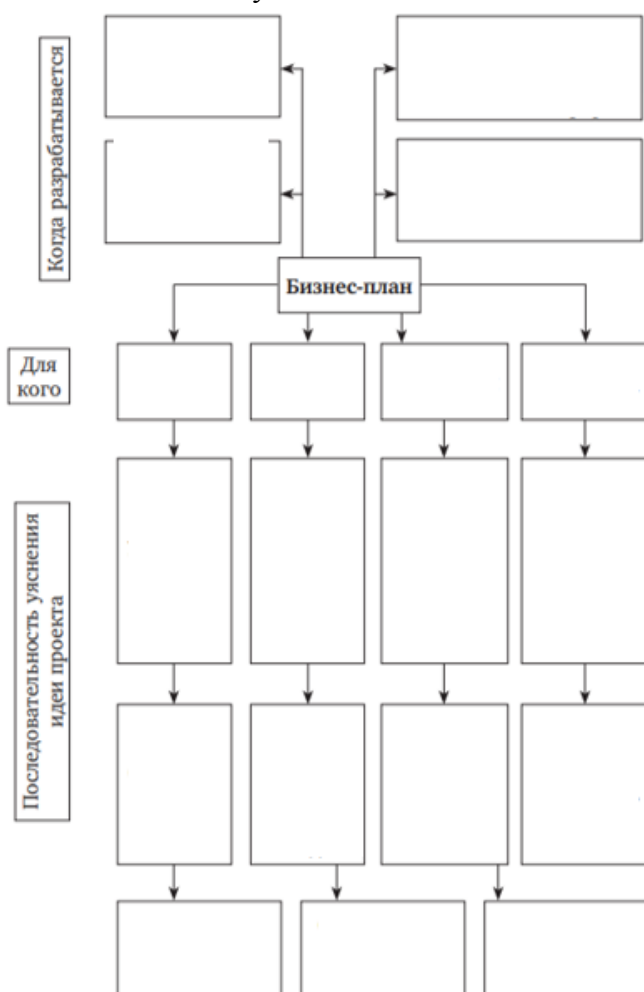 Когда разрабатывается
Бизнес-план
Для
кого
Последовательность уяснения
идеи проекта